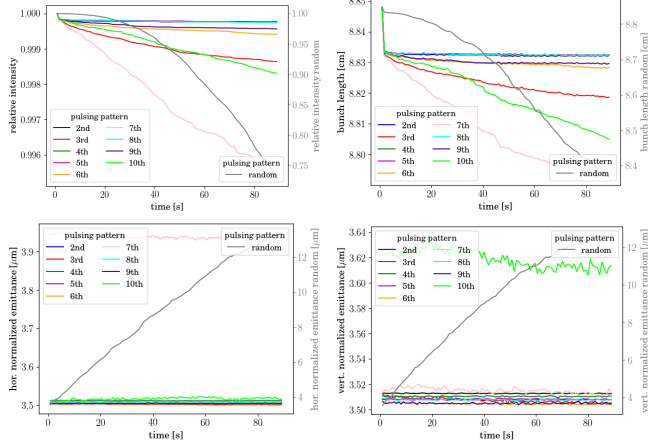 1.000
0.999
0.998
0.997
0.996
relative intensity
1.00
0.95
0.90
0.85
0.80
0.75
relative intensity random
pulsing pattern
2nd
3rd
4th
5th
6th
7th
8th
9th
10th
pulsing pattern
random
0 20 40 60 80
time [s]
8.85
8.84
8.83
8.82
8.81
8.80
bunch length [cm]
8.8
8.7
8.6
8.5
8.4
bunch length random [cm]
pulsing pattern
2nd
3rd
4th
5th
6th
7th
8th
9th
10th
pulsing pattern
random
0 20 40 60 80
time [s]
3.9
3.8
3.7
3.6
3.5
hor. normalized emittance [μm]
12
10
8
6
4
hor. normalized emittance random [μm]
pulsing pattern
2nd
3rd
4th
5th
6th
7th
8th
9th
10th
pulsing pattern
random
0 20 40 60 80
time [s]
3.64
3.62
3.60
3.58
3.56
3.54
3.52
3.50
vert. normalized emittance [μm]
12
10
8
6
4
vert. normalized emittance random [μm]
pulsing pattern
2nd
3rd
4th
5th
6th
7th
8th
9th
10th
pulsing pattern
random
0 20 40 60 80
time [s]